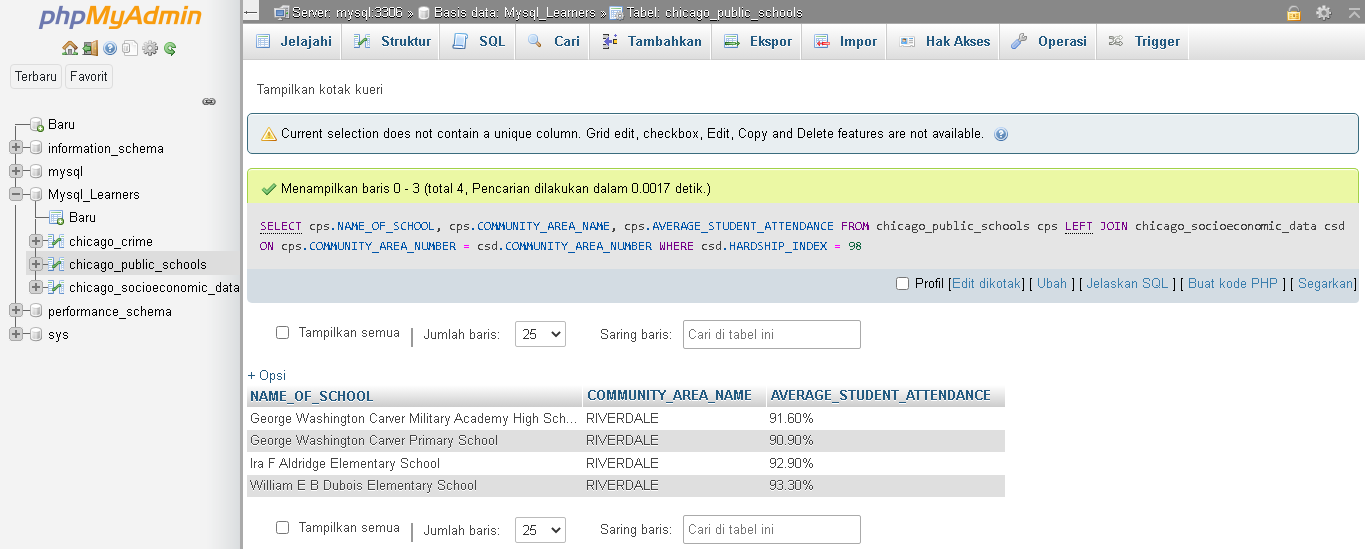 phpMyAdmin
Terbaru Favorit
Baru
information_schema
mysql
Mysql_Learners
Baru
chicago_crime
chicago_public_schools
chicago_socioeconomic_data
performance_schema
sys
Server: mysql:3306 » Basis data: Mysql_Learners » Tabel: chicago_public_schools
Jelajahi Struktur SQL Cari Tambahkan Ekspor Impor Hak Akses Operasi Trigger
Tampilkan kotak kueri
Current selection does not contain a unique column. Grid edit, checkbox, Edit, Copy and Delete features are not available.
Menampilkan baris 0 - 3 (total 4, Pencarian dilakukan dalam 0.0017 detik.)
SELECT cps.NAME_OF_SCHOOL, cps.COMMUNITY_AREA_NAME, cps.AVERAGE_STUDENT_ATTENDANCE FROM chicago_public_schools cps LEFT JOIN chicago_socioeconomic_data csd
ON cps.COMMUNITY_AREA_NUMBER = csd.COMMUNITY_AREA_NUMBER WHERE csd.HARDSHIP_INDEX = 98
Profil [Edit dikotak] [ Ubah ] [ Jelaskan SQL ] [ Buat kode PHP ] [ Segarkan]
Tampilkan semua | Jumlah baris: 25 Saring baris: Cari di tabel ini
+ Opsi
NAME_OF_SCHOOL COMMUNITY_AREA_NAME AVERAGE_STUDENT_ATTENDANCE
George Washington Carver Military Academy High Sch... RIVERDALE 91.60%
George Washington Carver Primary School RIVERDALE 90.90%
Ira F Aldridge Elementary School RIVERDALE 92.90%
William E B Dubois Elementary School RIVERDALE 93.30%
Tampilkan semua | Jumlah baris: 25 Saring baris: Cari di tabel ini